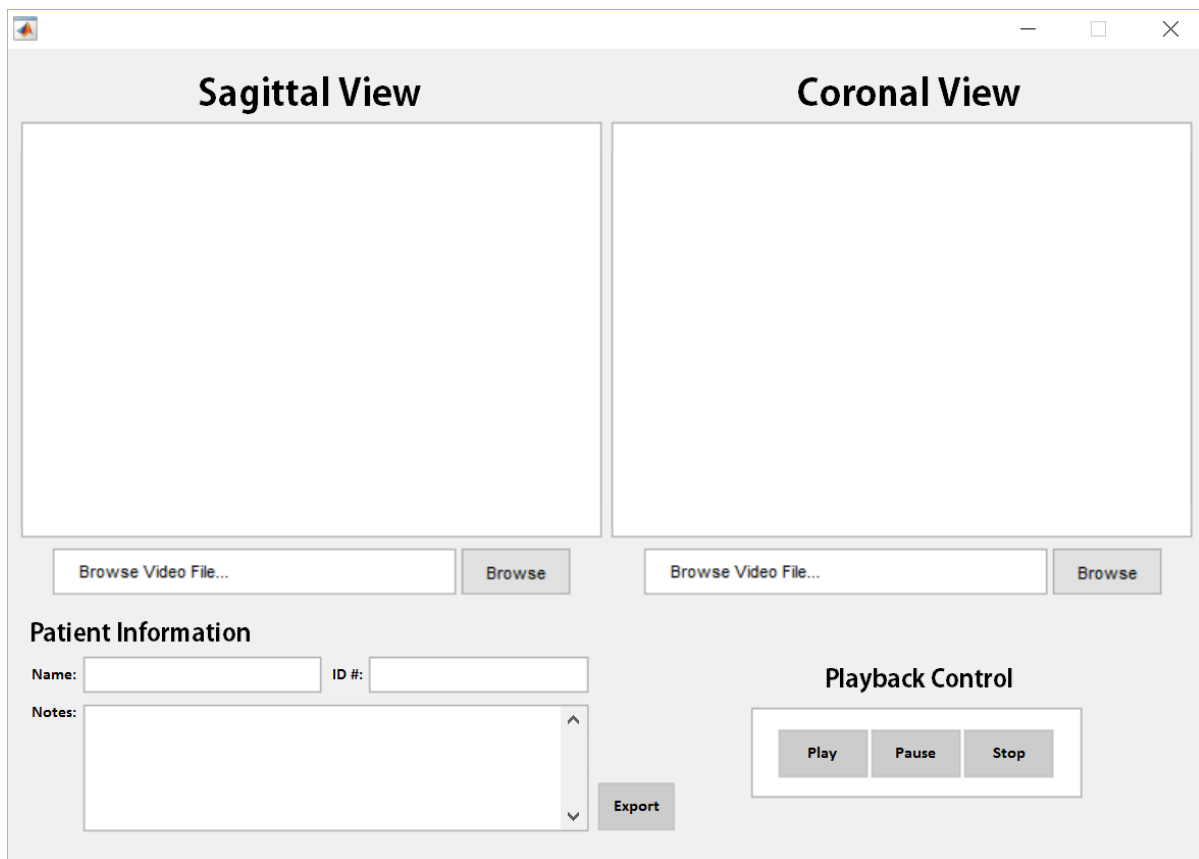 Sagittal View
Coronal View
Browse Video File...
Browse
Browse Video File...
Browse
Patient Information
Name:
ID #:
Notes:
Export
Playback Control
Play
Pause
Stop